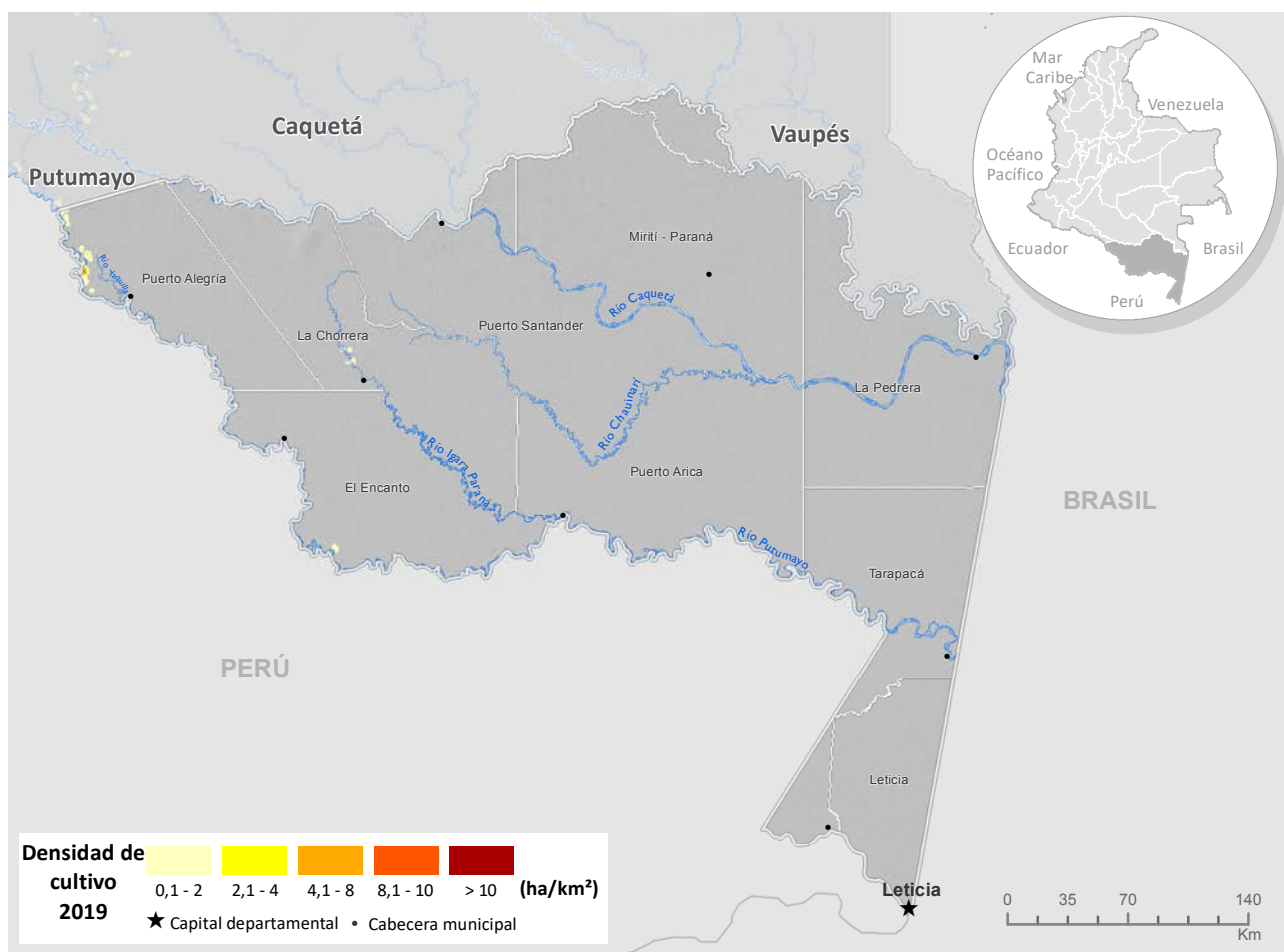 Mar
Caribe
Venezuela
Océano
Pacífico
Ecuador
Brasil
Perú
Caquetá
Vaupés
Putumayo
Mirití - Paraná
Puerto Alegría
Río Yaquilla
Río Caquetá
Puerto Santander
La Chorrera
La Pedrera
Río Chauinarí
Río Igara Paraná
Puerto Arica
El Encanto
BRASIL
Río Putumayo
Tarapacá
PERÚ
Leticia
Densidad de
cultivo
2019
0,1 - 2
2,1 - 4
4,1 - 8
8,1 - 10
> 10
(ha/km²)
Capital departamental
Cabecera municipal
Leticia
0
35
70
140
Km